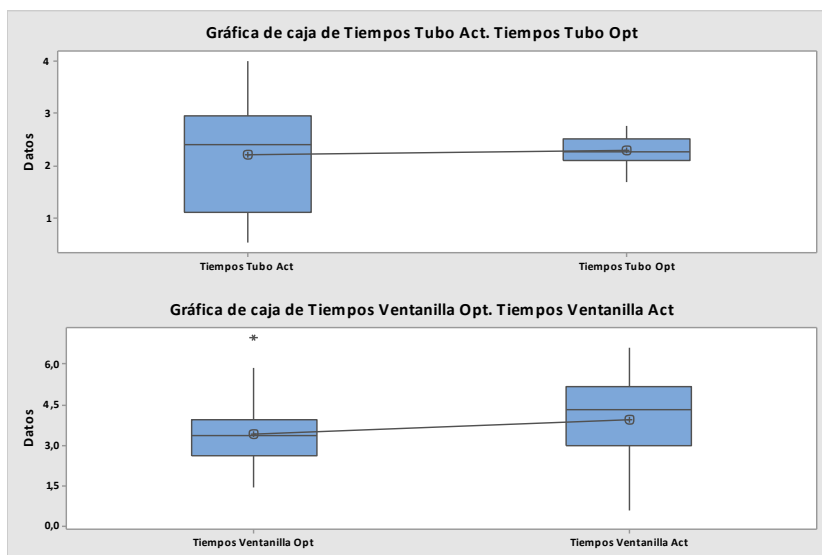 Gráfica de caja de Tiempos Tubo Act. Tiempos Tubo Opt
4
3
2
1
Datos
Tiempos Tubo Act
Tiempos Tubo Opt
Gráfica de caja de Tiempos Ventanilla Opt. Tiempos Ventanilla Act
6,0
4,5
3,0
1,5
0,0
Datos
Tiempos Ventanilla Opt
Tiempos Ventanilla Act